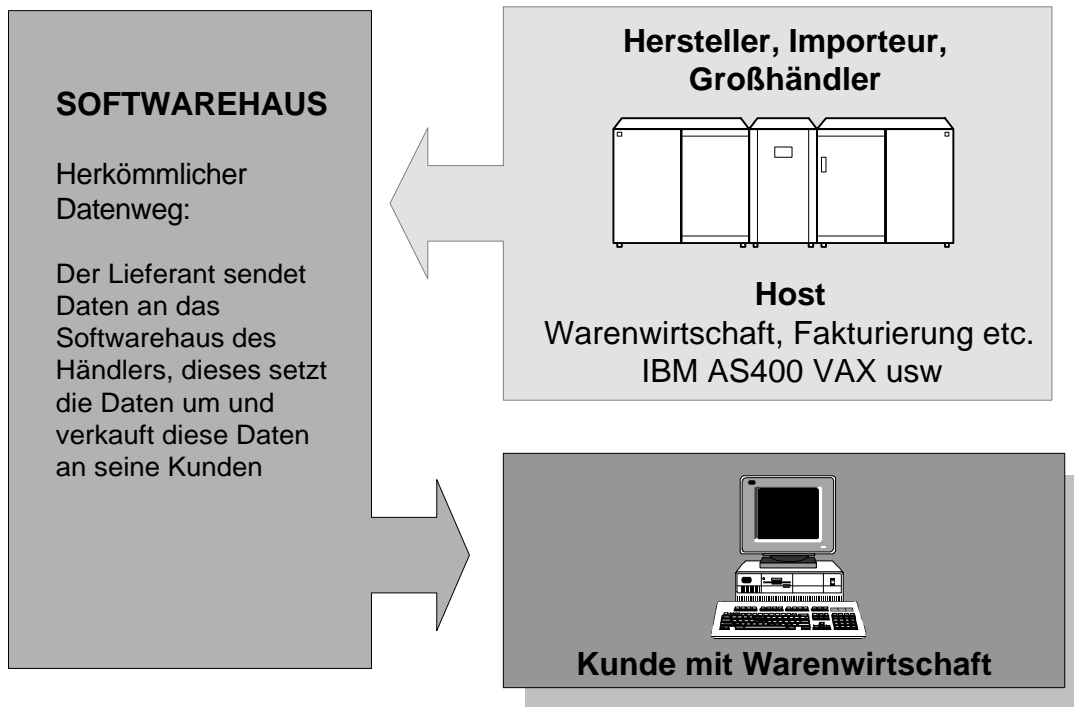 SOFTWAREHAUS
Herkömmlicher
Datenweg:
Der Lieferant sendet
Daten an das
Softwarehaus des
Händlers, dieses setzt
die Daten um und
verkauft diese Daten
an seine Kunden
Hersteller, Importeur,
Großhändler
Host
Warenwirtschaft, Fakturierung etc.
IBM AS400 VAX usw
Kunde mit Warenwirtschaft